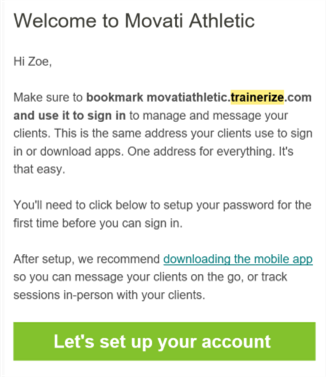 Welcome to Movati Athletic
Hi Zoe,
Make sure to bookmark movatiathletic.trainerize.com
and use it to sign in to manage and message your
clients. This is the same address your clients use to sign
in or download apps. One address for everything. It's
that easy.
You'll need to click below to setup your password for the
first time before you can sign in.
After setup, we recommend downloading the mobile app
so you can message your clients on the go, or track
sessions in-person with your clients.
Let's set up your account